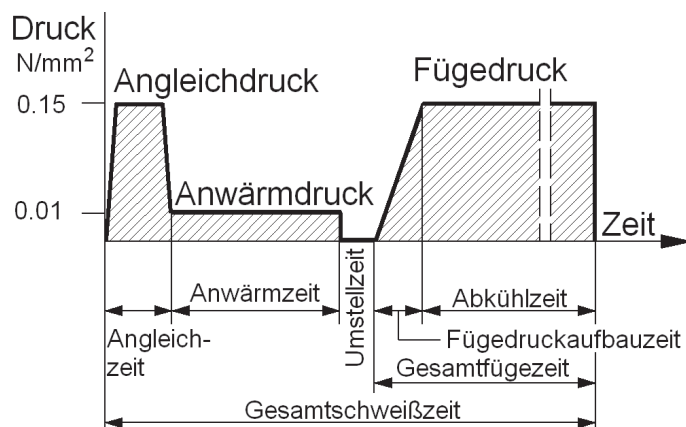 Druck
N/mm²
Angleichdruck
Fügedruck
0.15
Anwärmdruck
0.01
Zeit
Anwärmzeit
Umstellzeit
Abkühlzeit
Angleich-
zeit
Fügedruckaufbauzeit
Gesamtfügezeit
Gesamtschweißzeit